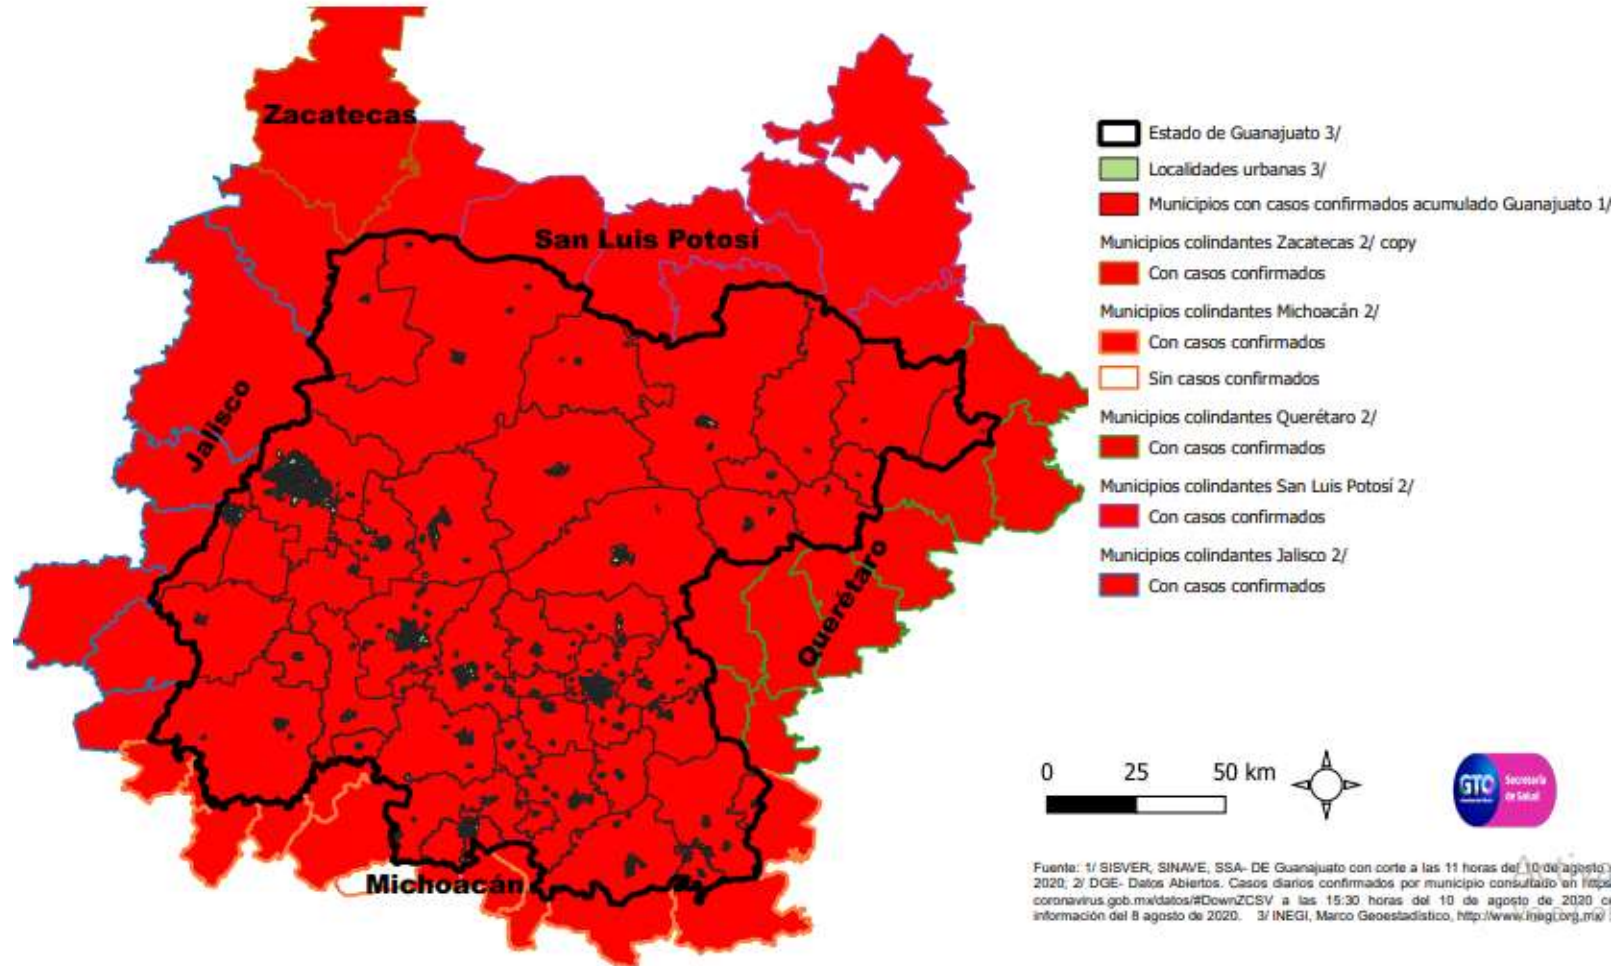 Zacatecas
San Luis Potosí
Jalisco
Querétaro
Michoacán
Estado de Guanajuato 3/
Localidades urbanas 3/
Municipios con casos confirmados acumulado Guanajuato 1/
Municipios colindantes Zacatecas 2/ copy
Con casos confirmados
Municipios colindantes Michoacán 2/
Con casos confirmados
Sin casos confirmados
Municipios colindantes Querétaro 2/
Con casos confirmados
Municipios colindantes San Luis Potosí 2/
Con casos confirmados
Municipios colindantes Jalisco 2/
Con casos confirmados
0 25 50 km
GTO
Secretaría
de Salud
Fuente: 1/ SISVER, SINAVE, SSA- DE Guanajuato con corte a las 11 horas del 10 de agosto
2020; 2/ DGE- Datos Abiertos. Casos diarios confirmados por municipio consultado en https
coronavirus.gob.mx/datos/#DownZCSV a las 15:30 horas del 10 de agosto de 2020 co
información del 8 agosto de 2020. 3/ INEGI, Marco Geoestadístico, http://www.inegi.org.mx/